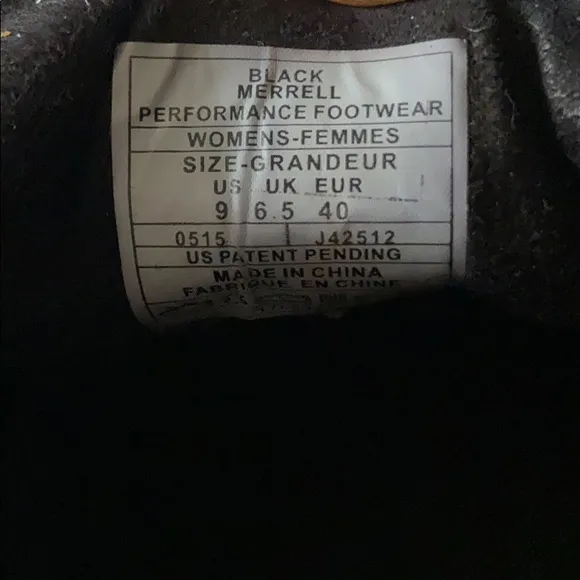 BLACK
MERRELL
PERFORMANCE FOOTWEAR
WOMENS-FEMMES
SIZE-GRANDEUR
US UK EUR
9 6.5 40
0515 J42512
US PATENT PENDING
MADE IN CHINA
FABRIQUE EN CHINE